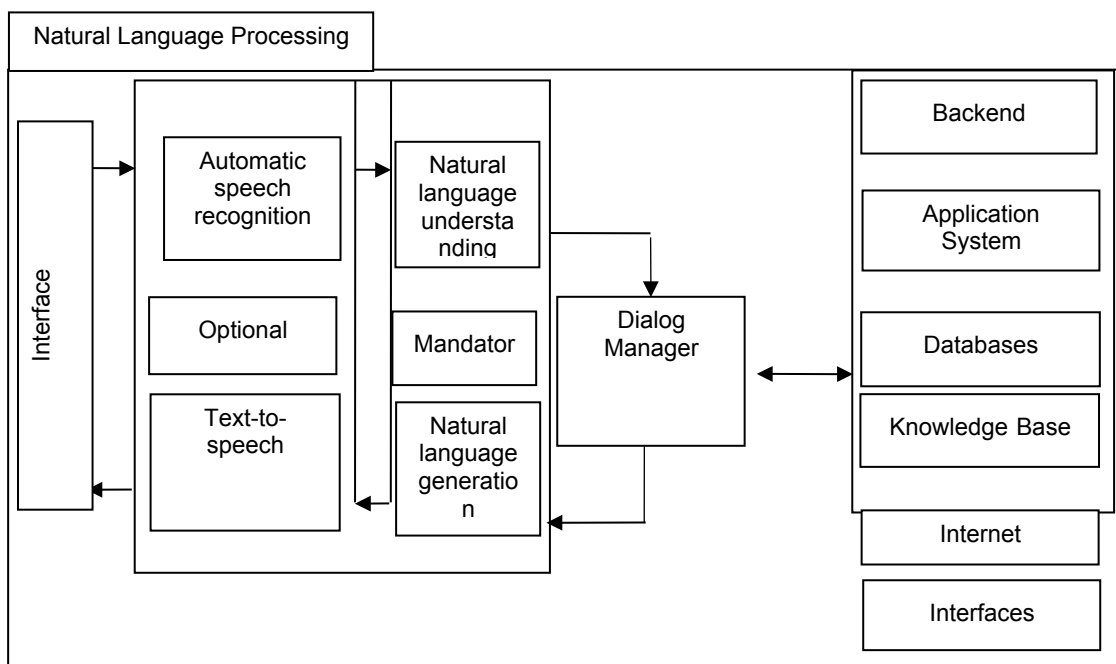 Natural Language Processing
Interface
Automatic
speech
recognition
Optional
Text-to-
speech
Natural
language
understa
nding
Mandator
Natural
language
generatio
n
Dialog
Manager
Backend
Application
System
Databases
Knowledge Base
Internet
Interfaces